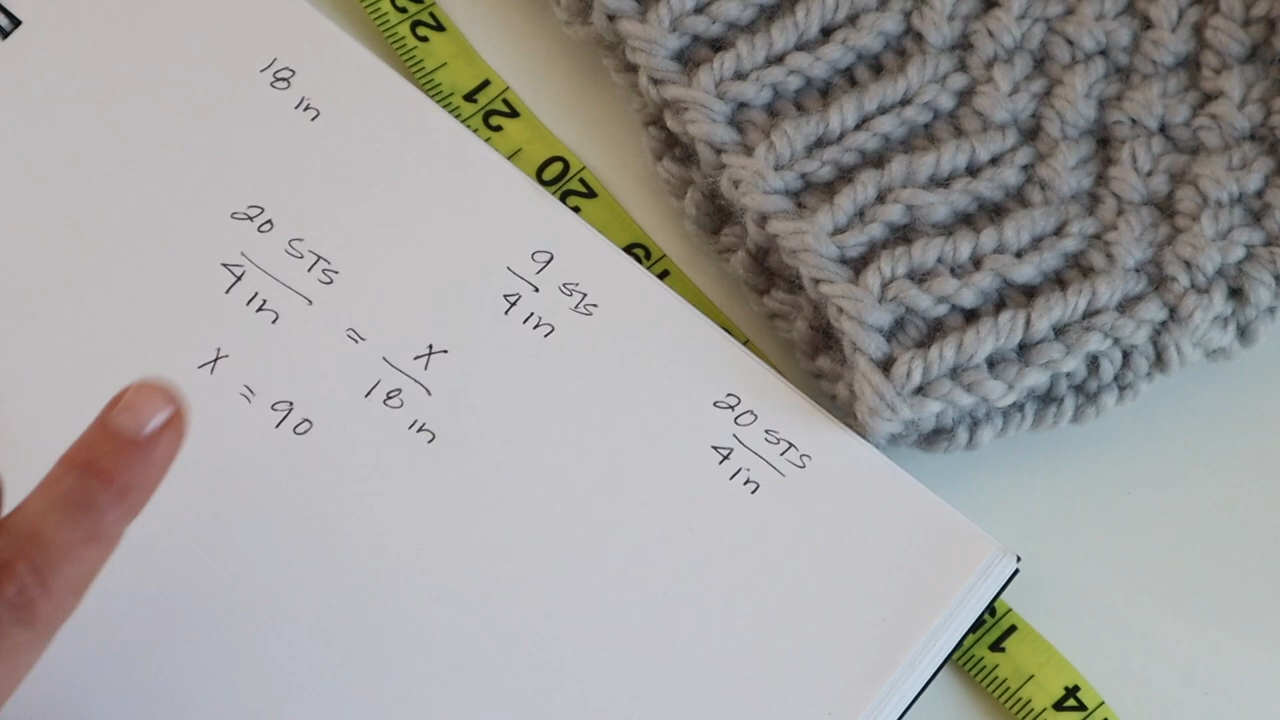 18 in
20 STS
4 in
=
x
18 in
x = 90
9 sts
4 in
20 STS
4 in
22
21
20
19
15
14